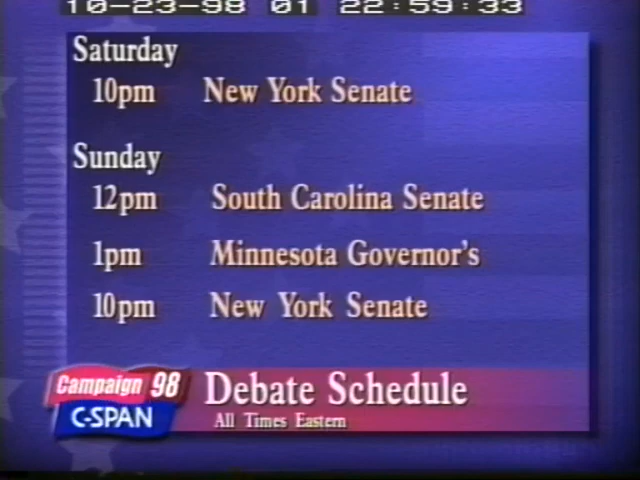 10-23-98 01 22:59:33
Saturday
10pm New York Senate
Sunday
12pm South Carolina Senate
1pm Minnesota Governor's
10pm New York Senate
Campaign 98
C-SPAN
Debate Schedule
All Times Eastern